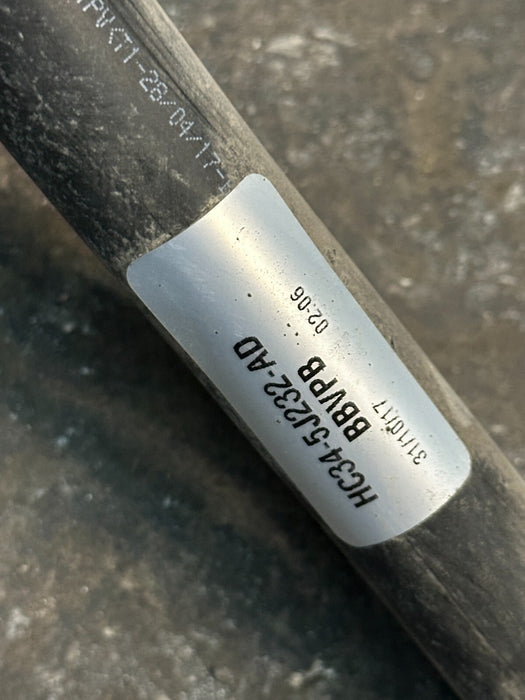 HC34-5J232-AD
BBVPB
31/10/17 02:06
-28/04/17-